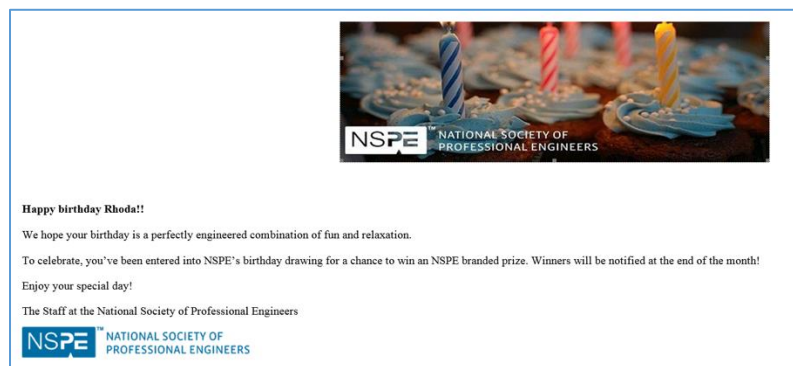 NSPE™ NATIONAL SOCIETY OF
PROFESSIONAL ENGINEERS
Happy birthday Rhoda!!
We hope your birthday is a perfectly engineered combination of fun and relaxation.
To celebrate, you’ve been entered into NSPE’s birthday drawing for a chance to win an NSPE branded prize. Winners will be notified at the end of the month!
Enjoy your special day!
The Staff at the National Society of Professional Engineers
NSPE™ NATIONAL SOCIETY OF
PROFESSIONAL ENGINEERS